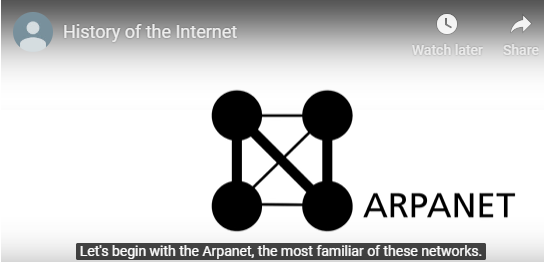 History of the Internet
Watch later
Share
ARPANET
Let's begin with the Arpanet, the most familiar of these networks.